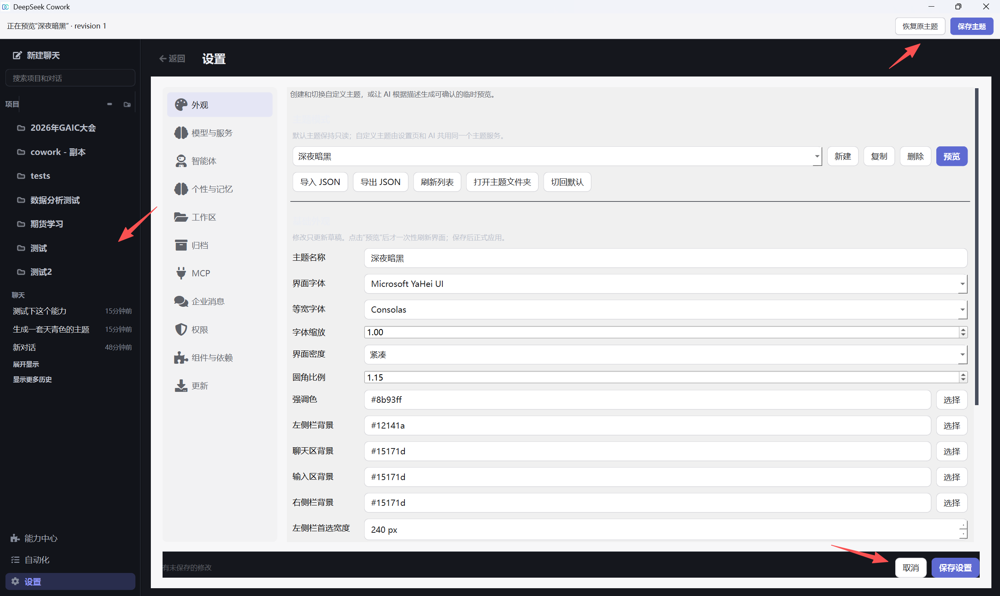 DeepSeek Cowork
正在预览“深夜暗黑” · revision 1
恢复原主题
保存主题
新建聊天
搜索项目和对话
项目
2026年GAIC大会
cowork - 副本
tests
数据分析测试
期货学习
测试
测试2
聊天
测试下这个能力 15分钟前
生成一套天青色的主题 15分钟前
新对话 48分钟前
展开显示
显示更多历史
能力中心
自动化
设置
返回
设置
外观
模型与服务
智能体
个性与记忆
工作区
归档
MCP
企业消息
权限
组件与依赖
更新
创建和切换自定义主题，或让 AI 根据描述生成可确认的临时预览。
默认主题保持只读；自定义主题由设置页和 AI 共用同一个主题服务。
深夜暗黑 新建 复制 删除 预览
导入 JSON 导出 JSON 刷新列表 打开主题文件夹 切回默认
修改只更新草稿。点击“预览”后才一次性刷新界面；保存后正式应用。
主题名称 深夜暗黑
界面字体 Microsoft YaHei UI
等宽字体 Consolas
字体缩放 1.00
界面密度 紧凑
圆角比例 1.15
强调色 #8b93ff 选择
左侧栏背景 #12141a 选择
聊天区背景 #15171d 选择
输入区背景 #15171d 选择
右侧栏背景 #15171d 选择
左侧栏首选宽度 240 px
有未保存的修改
取消
保存设置